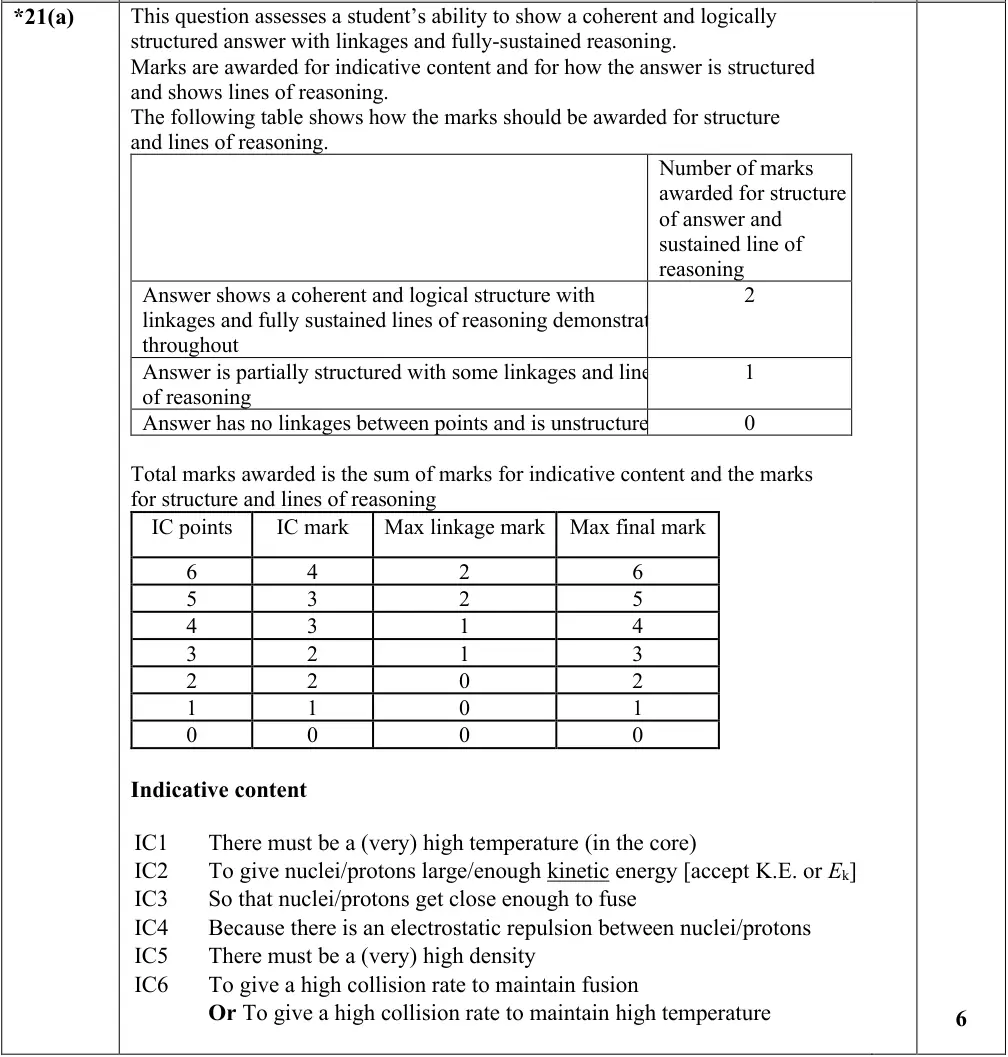 *21(a)
This question assesses a student’s ability to show a coherent and logically
structured answer with linkages and fully-sustained reasoning.
Marks are awarded for indicative content and for how the answer is structured
and shows lines of reasoning.
The following table shows how the marks should be awarded for structure
and lines of reasoning.
Number of marks
awarded for structure
of answer and
sustained line of
reasoning
Answer shows a coherent and logical structure with 2
linkages and fully sustained lines of reasoning demonstrat
throughout
Answer is partially structured with some linkages and line 1
of reasoning
Answer has no linkages between points and is unstructure 0
Total marks awarded is the sum of marks for indicative content and the marks
for structure and lines of reasoning
IC points IC mark Max linkage mark Max final mark
6 4 2 6
5 3 2 5
4 3 1 4
3 2 1 3
2 2 0 2
1 1 0 1
0 0 0 0
Indicative content
IC1 There must be a (very) high temperature (in the core)
IC2 To give nuclei/protons large/enough kinetic energy [accept K.E. or Ek]
IC3 So that nuclei/protons get close enough to fuse
IC4 Because there is an electrostatic repulsion between nuclei/protons
IC5 There must be a (very) high density
IC6 To give a high collision rate to maintain fusion
Or To give a high collision rate to maintain high temperature
6